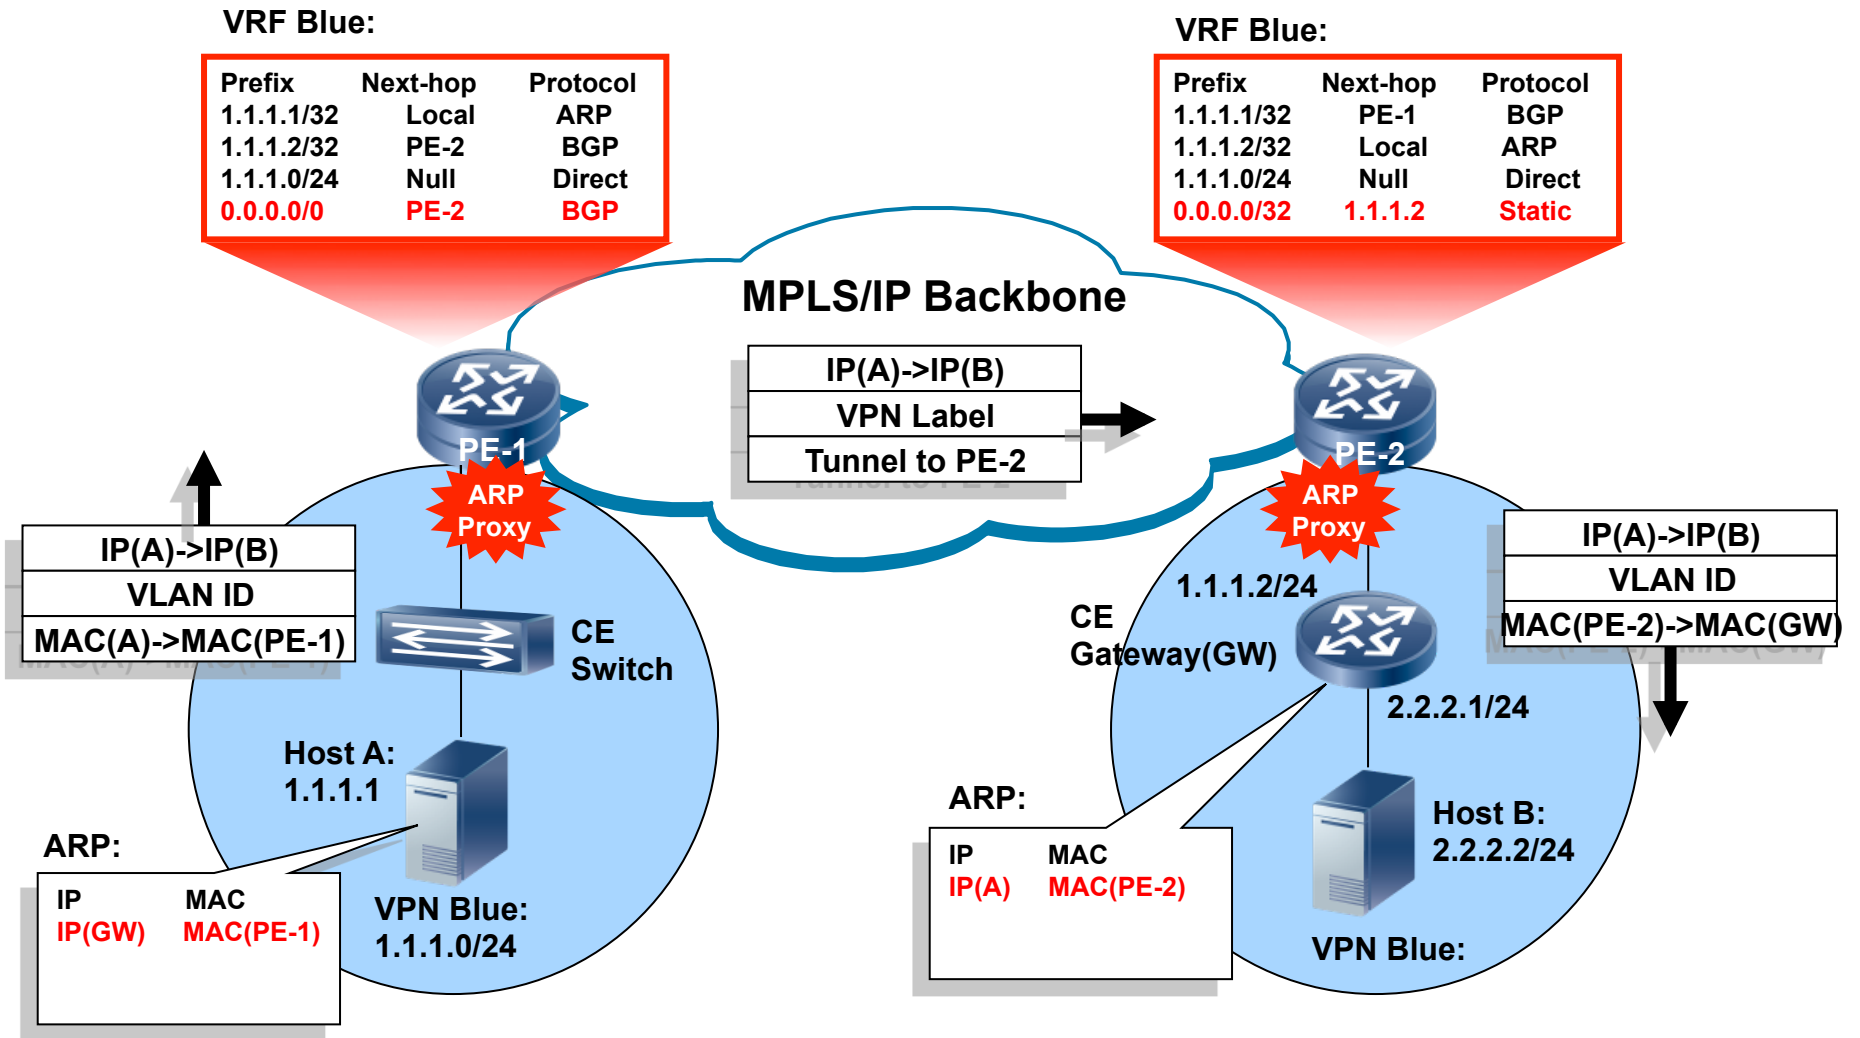 VRF Blue:
Prefix Next-hop Protocol
1.1.1.1/32 Local ARP
1.1.1.2/32 PE-2 BGP
1.1.1.0/24 Null Direct
0.0.0.0/0 PE-2 BGP
VRF Blue:
Prefix Next-hop Protocol
1.1.1.1/32 PE-1 BGP
1.1.1.2/32 Local ARP
1.1.1.0/24 Null Direct
0.0.0.0/32 1.1.1.2 Static
MPLS/IP Backbone
IP(A)->IP(B)
VPN Label
Tunnel to PE-2
PE-1
ARP
Proxy
PE-2
ARP
Proxy
IP(A)->IP(B)
VLAN ID
MAC(A)->MAC(PE-1)
CE
Switch
Host A:
1.1.1.1
ARP:
IP MAC
IP(GW) MAC(PE-1)
VPN Blue:
1.1.1.0/24
1.1.1.2/24
CE
Gateway(GW)
2.2.2.1/24
IP(A)->IP(B)
VLAN ID
MAC(PE-2)->MAC(GW)
ARP:
IP MAC
IP(A) MAC(PE-2)
Host B:
2.2.2.2/24
VPN Blue: